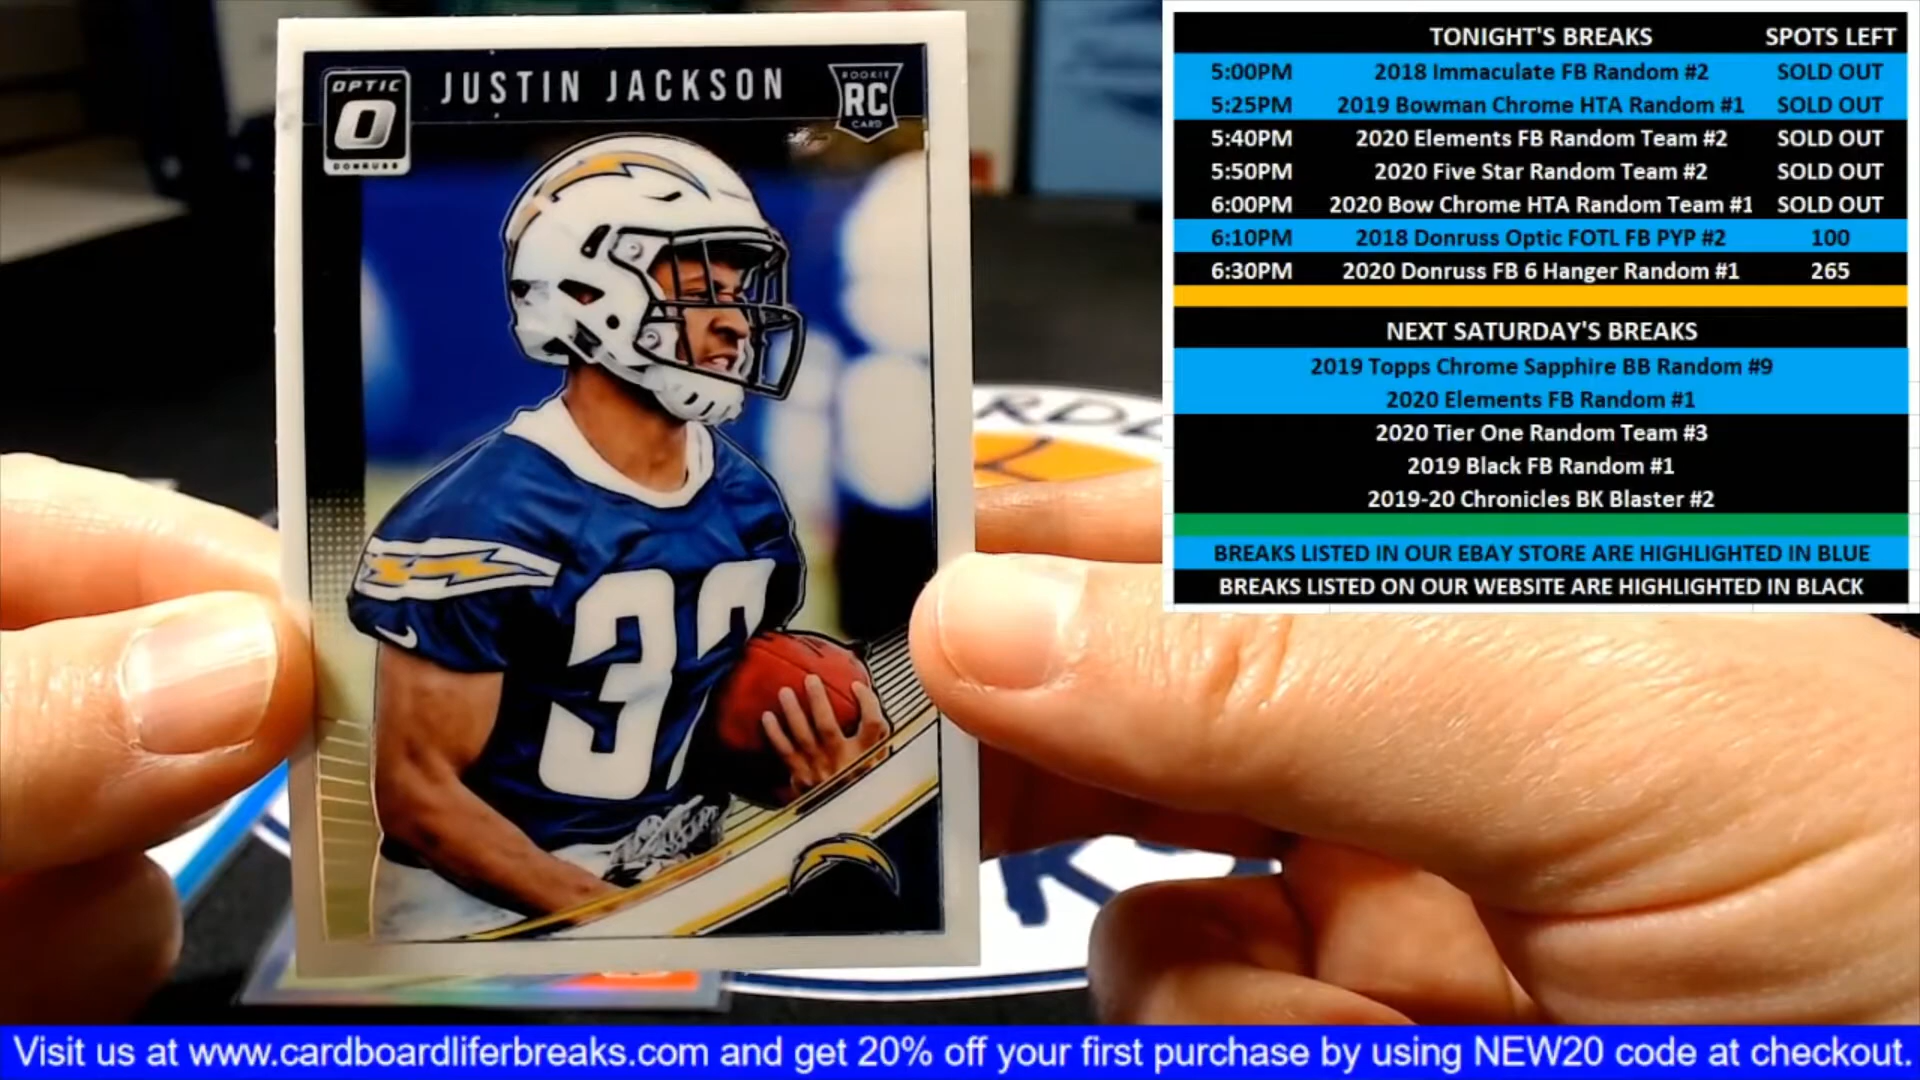 OPTIC
O
DONRUSS
JUSTIN JACKSON
ROOKIE
RC
CARD
32
TONIGHT'S BREAKS SPOTS LEFT
5:00PM 2018 Immaculate FB Random #2 SOLD OUT
5:25PM 2019 Bowman Chrome HTA Random #1 SOLD OUT
5:40PM 2020 Elements FB Random Team #2 SOLD OUT
5:50PM 2020 Five Star Random Team #2 SOLD OUT
6:00PM 2020 Bow Chrome HTA Random Team #1 SOLD OUT
6:10PM 2018 Donruss Optic FOTL FB PYP #2 100
6:30PM 2020 Donruss FB 6 Hanger Random #1 265
NEXT SATURDAY'S BREAKS
2019 Topps Chrome Sapphire BB Random #9
2020 Elements FB Random #1
2020 Tier One Random Team #3
2019 Black FB Random #1
2019-20 Chronicles BK Blaster #2
BREAKS LISTED IN OUR EBAY STORE ARE HIGHLIGHTED IN BLUE
BREAKS LISTED ON OUR WEBSITE ARE HIGHLIGHTED IN BLACK
Visit us at www.cardboardliferbreaks.com and get 20% off your first purchase by using NEW20 code at checkout.